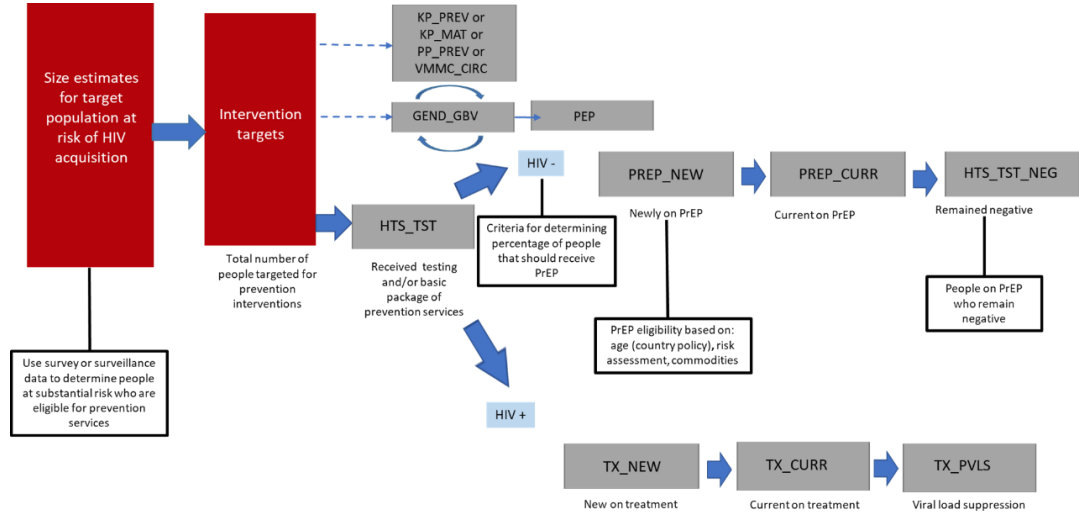 Size estimates
for target
population at
risk of HIV
acquisition
Use survey or surveillance
data to determine people
at substantial risk who are
eligible for prevention
services
Intervention
targets
Total number of
people targeted for
prevention
interventions
KP_PREV or
KP_MAT or
PP_PREV or
VMMC_CIRC
GEND_GBV
PEP
HTS_TST
Received testing
and/or basic
package of
prevention services
HIV -
Criteria for determining
percentage of people
that should receive
PrEP
HIV +
PREP_NEW
Newly on PrEP
PrEP eligibility based on:
age (country policy), risk
assessment, commodities
PREP_CURR
Current on PrEP
HTS_TST_NEG
Remained negative
People on PrEP
who remain
negative
TX_NEW
New on treatment
TX_CURR
Current on treatment
TX_PVLS
Viral load suppression